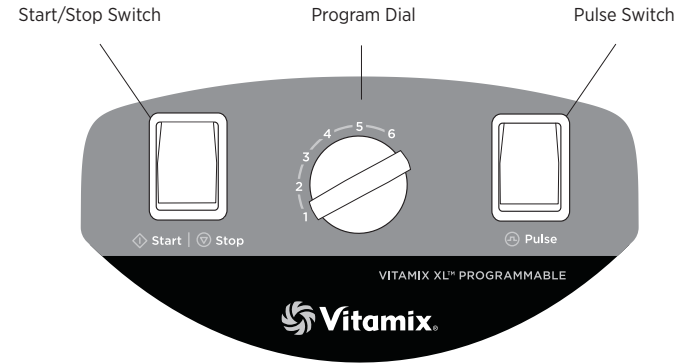 Start/Stop Switch
Program Dial
Pulse Switch
1
2
3
4
5
6
Start | Stop
Pulse
VITAMIX XL™ PROGRAMMABLE
Vitamix®